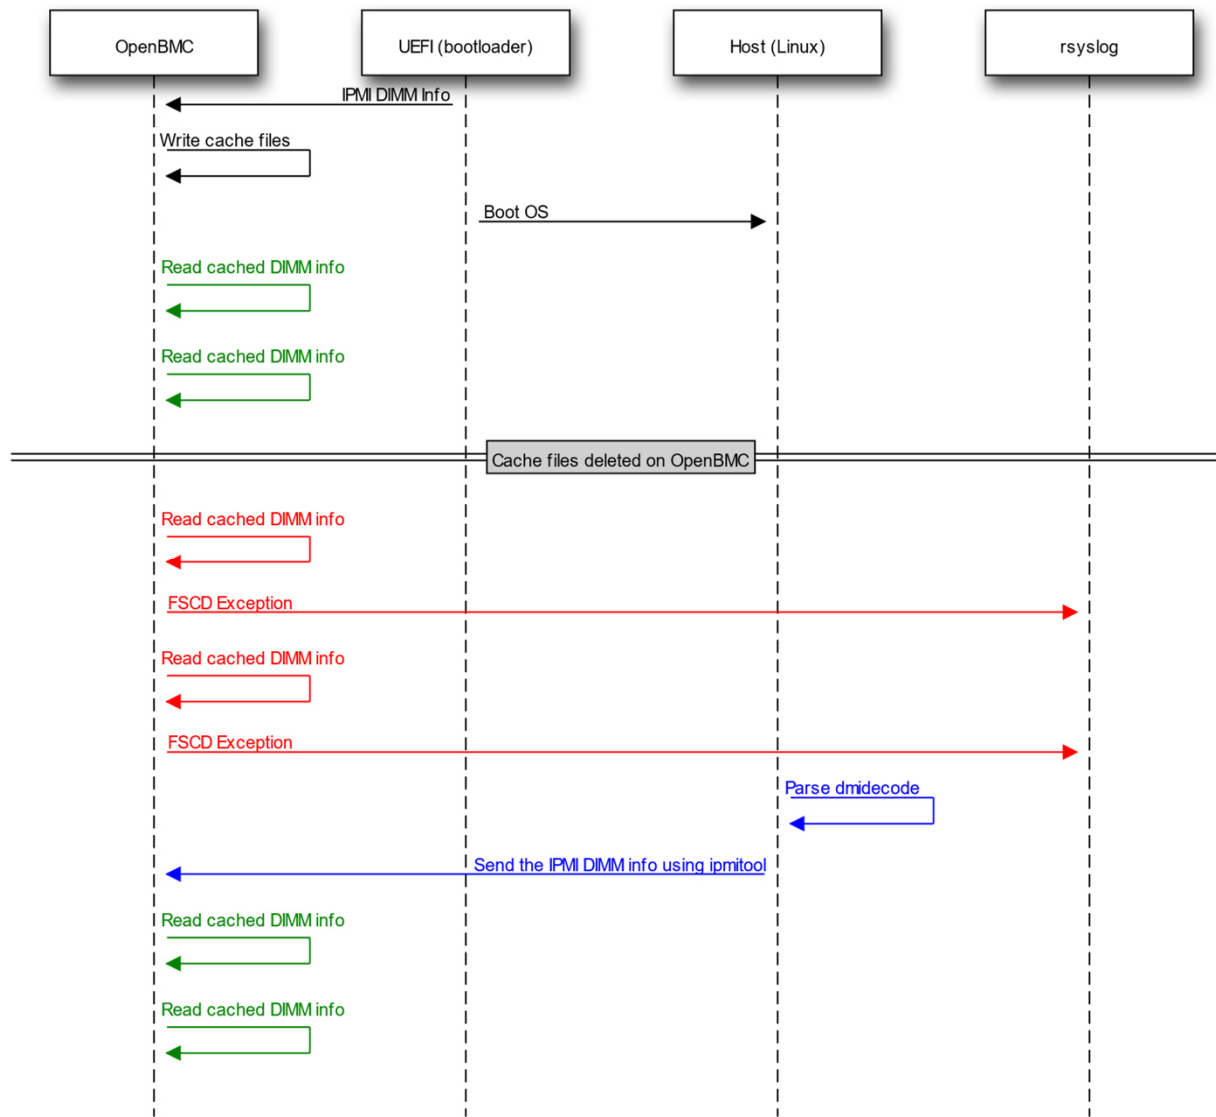 OpenBMC
UEFI (bootloader)
Host (Linux)
rsyslog
IPMI DIMM Info
Write cache files
Boot OS
Read cached DIMM info
Read cached DIMM info
Cache files deleted on OpenBMC
Read cached DIMM info
FSCD Exception
Read cached DIMM info
FSCD Exception
Parse dmidecode
Send the IPMI DIMM info using ipmitool
Read cached DIMM info
Read cached DIMM info